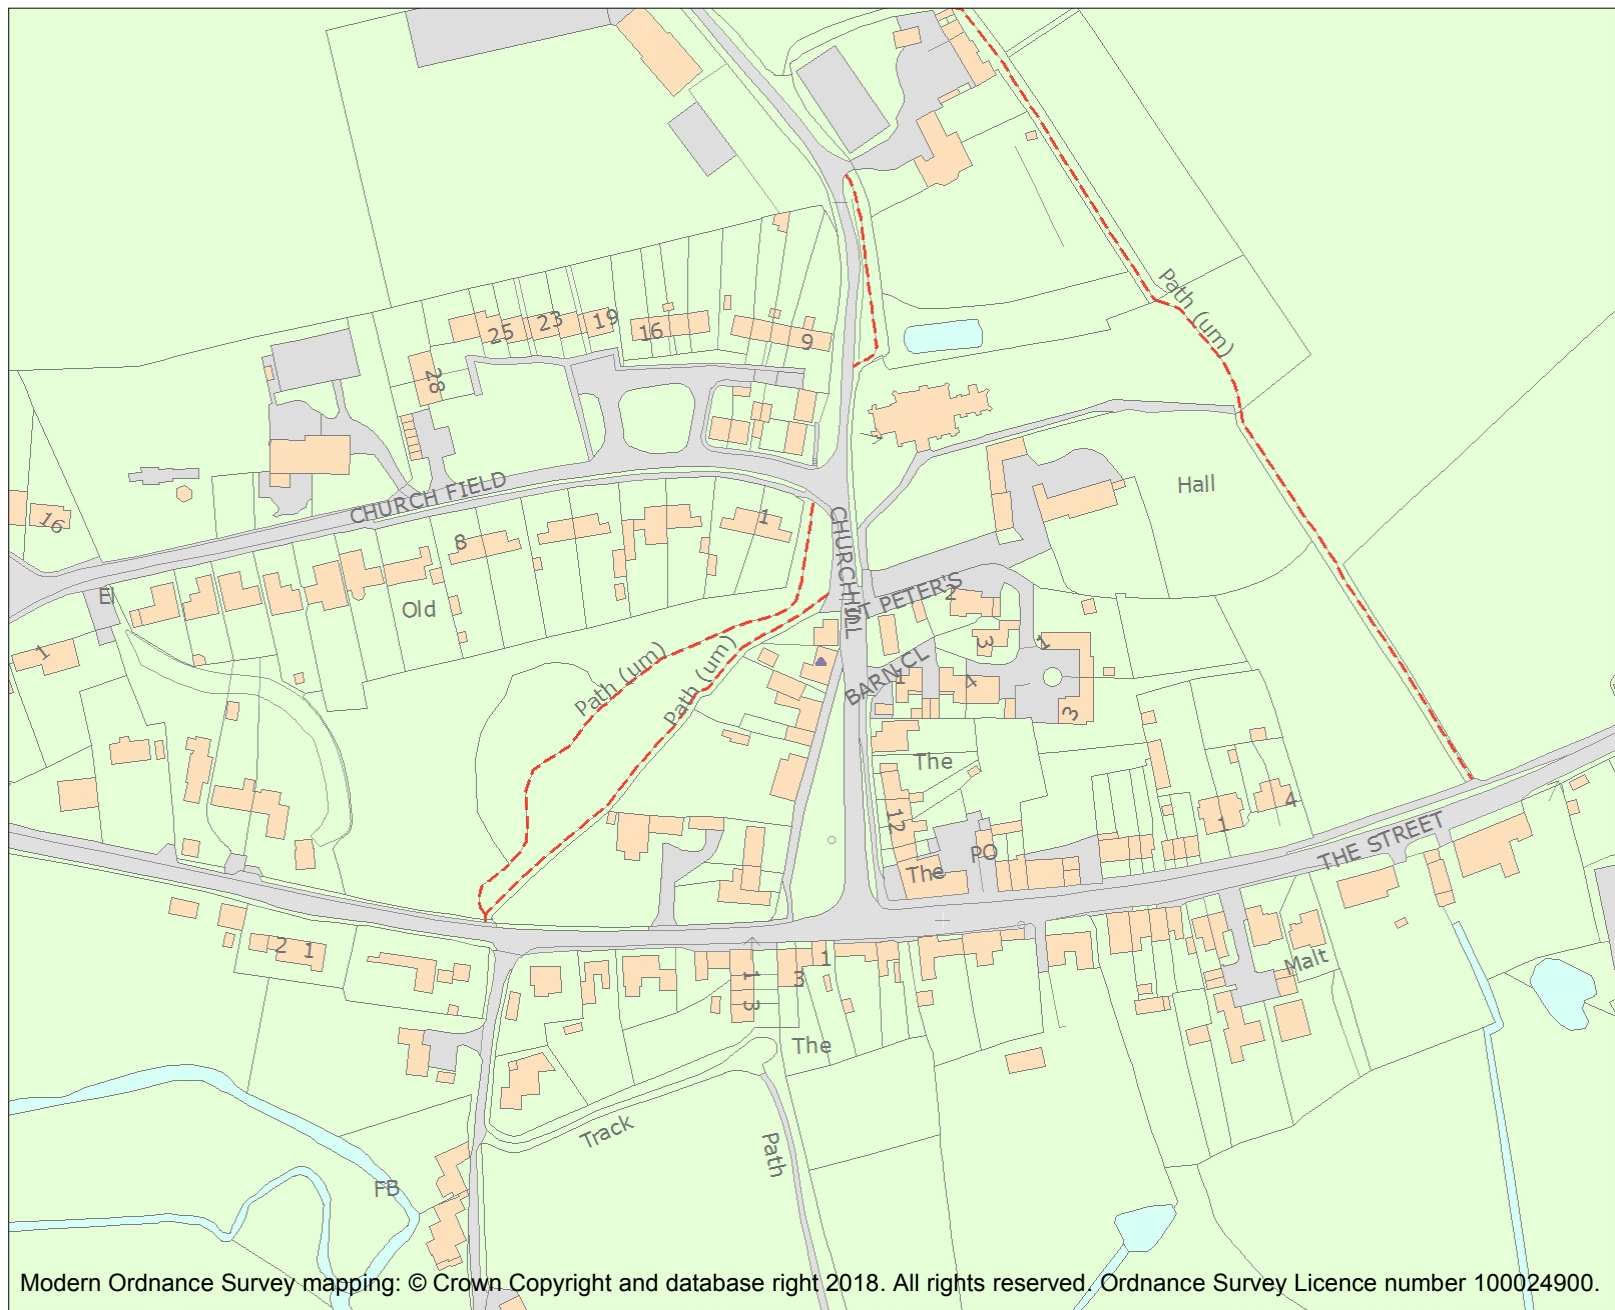 Path (um)
25
23
19
16
9
28
CHURCH FIELD
16
1
8
El
Old
1
CHURCH HILL
Hall
ST PETER'S
2
3
1
BARN CL
1
4
3
Path (um)
Path (um)
The
12
PO
The
1
4
THE STREET
2 1
1
3
3
1
Malt
The
Track
Path
FB
Modern Ordnance Survey mapping: © Crown Copyright and database right 2018. All rights reserved. Ordnance Survey Licence number 100024900.